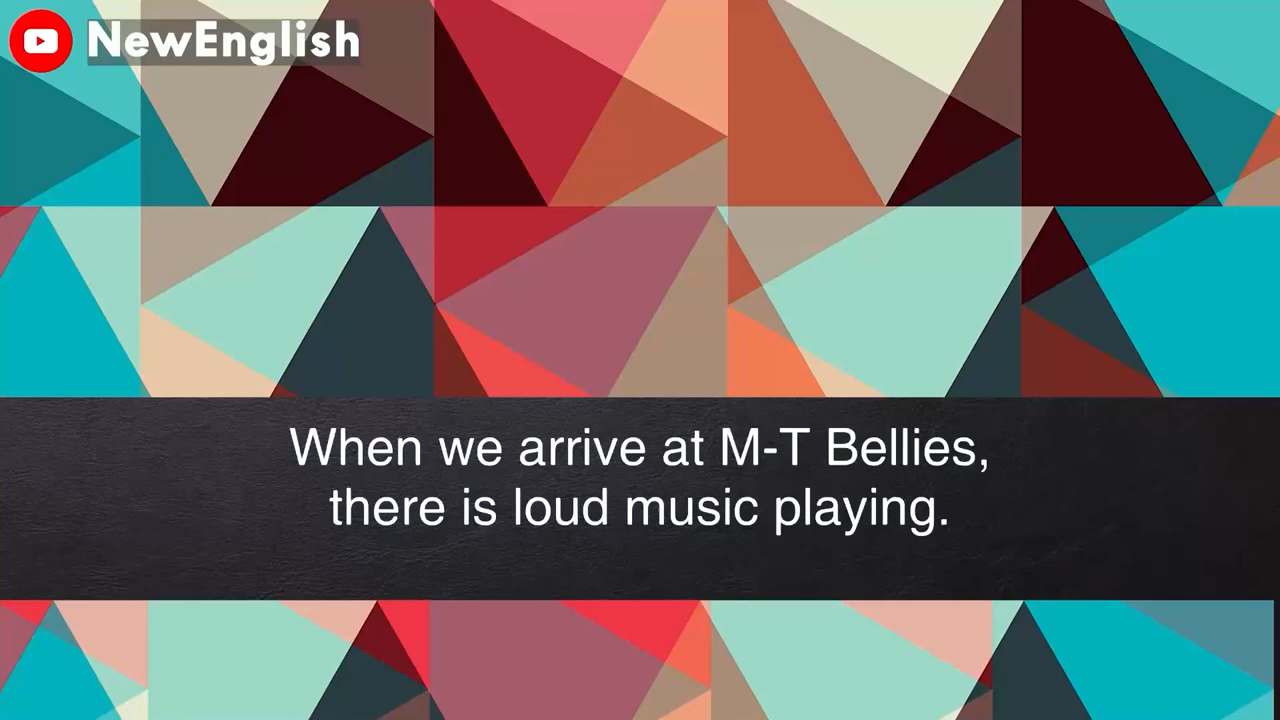 NewEnglish
When we arrive at M-T Bellies,
there is loud music playing.